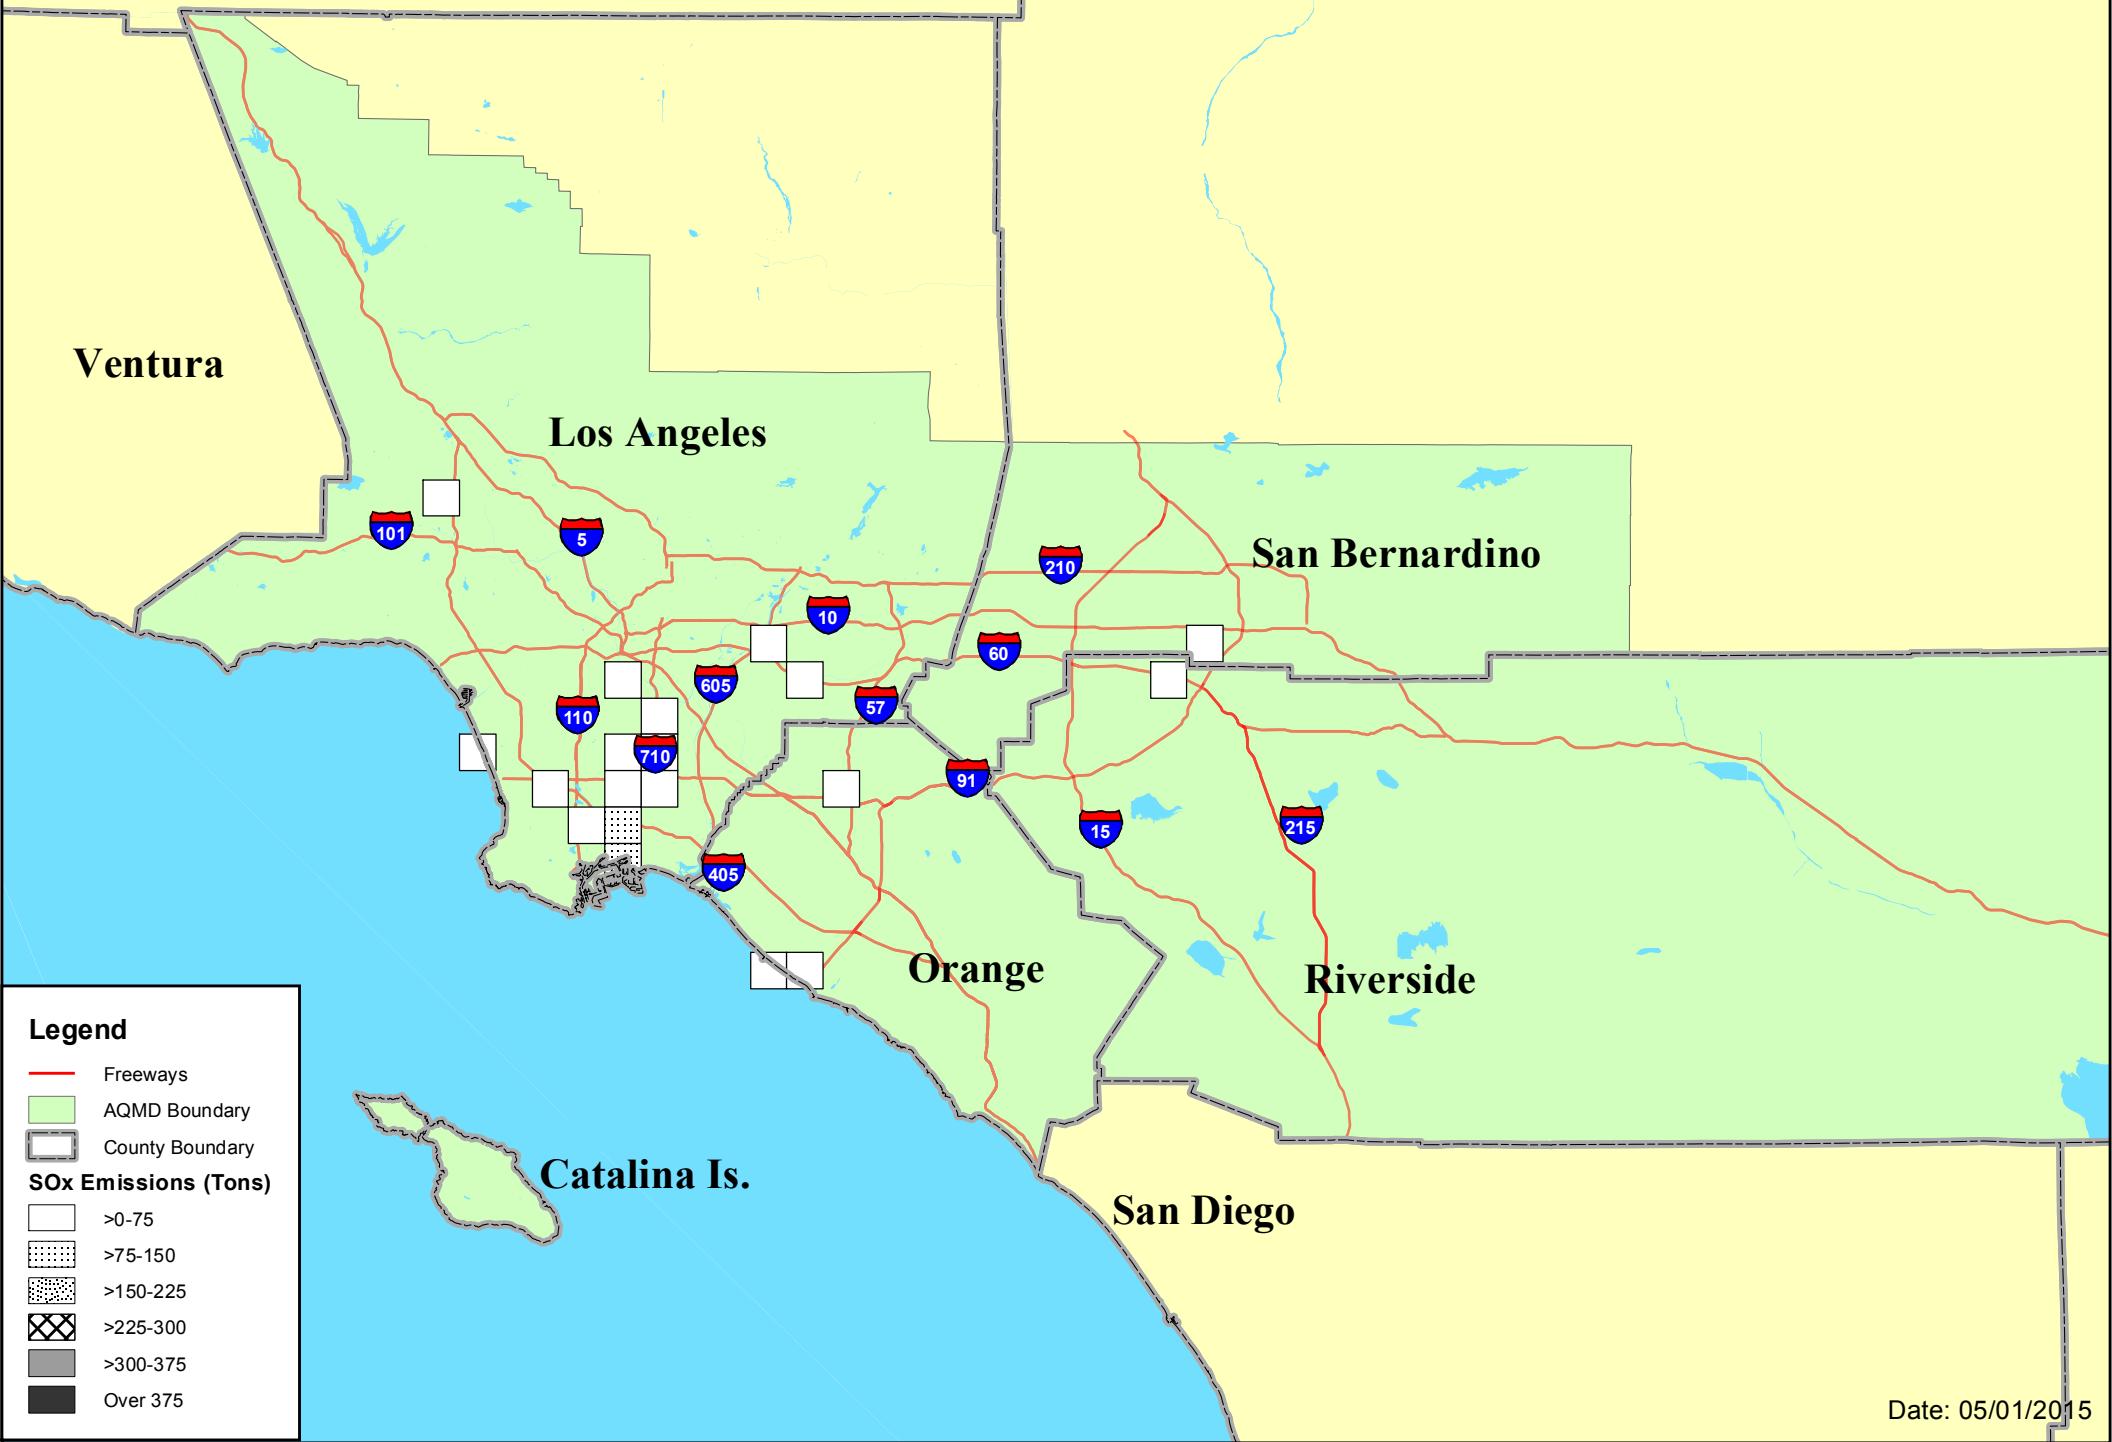 Ventura
Los Angeles
101
5
210
San Bernardino
10
60
605
57
110
710
91
15
215
405
Orange
Riverside
Catalina Is.
San Diego
Legend
Freeways
AQMD Boundary
County Boundary
SOx Emissions (Tons)
>0-75
>75-150
>150-225
>225-300
>300-375
Over 375
Date: 05/01/2015